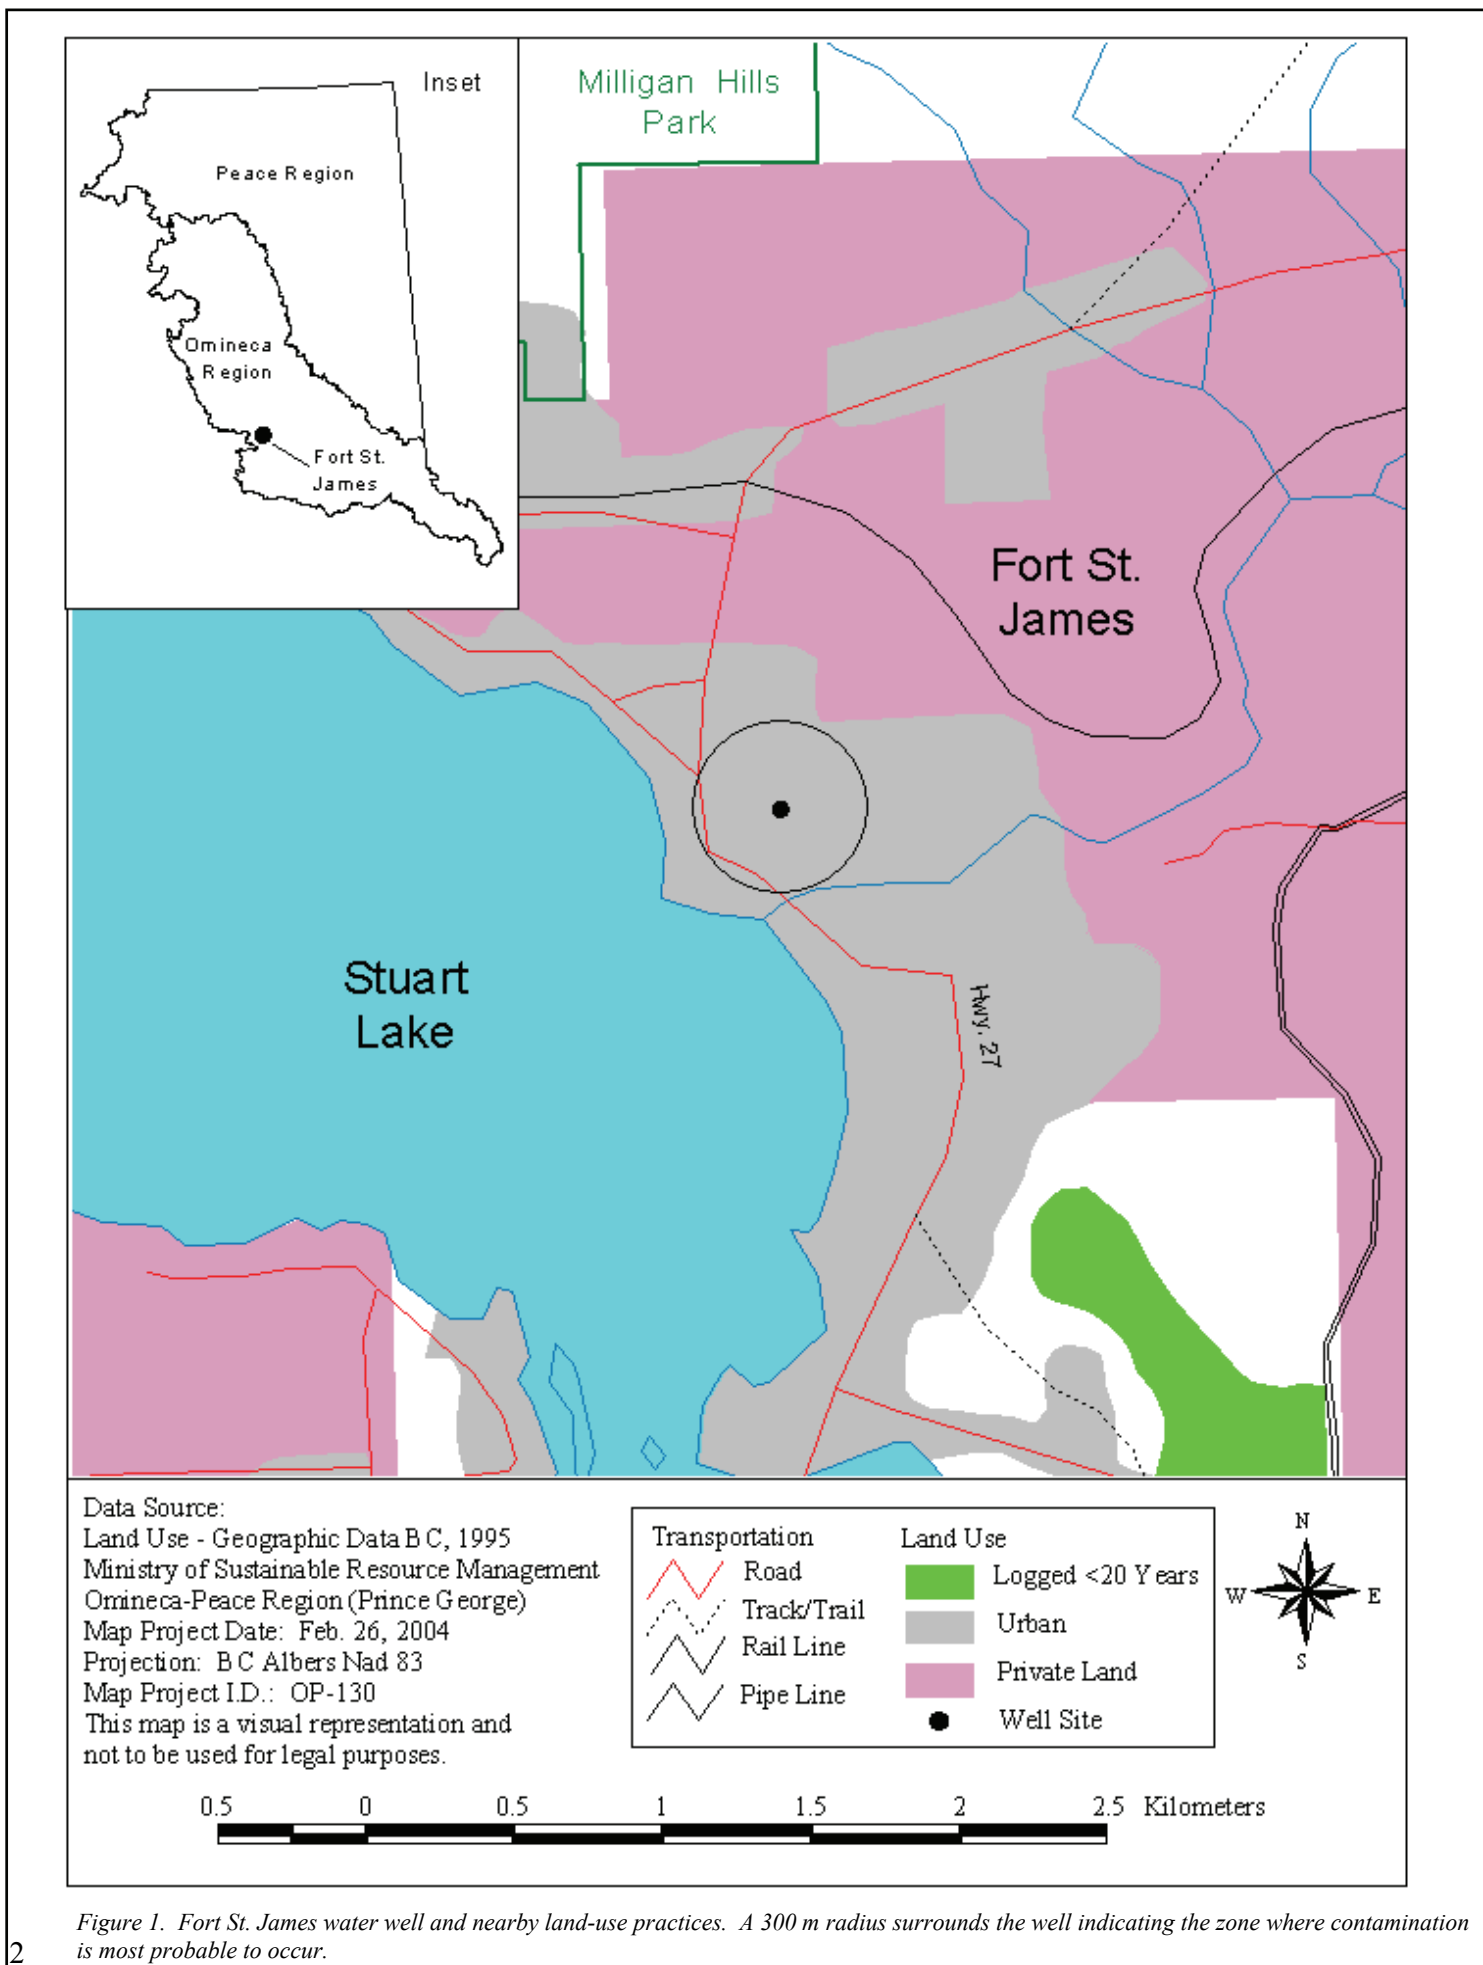 Inset
Milligan Hills
Park
Peace Region
Omineca
Region
Fort St.
James
Fort St.
James
Stuart
Lake
Hwy. 27
Data Source:
Land Use - Geographic Data BC, 1995
Ministry of Sustainable Resource Management
Omineca-Peace Region (Prince George)
Map Project Date: Feb. 26, 2004
Projection: BC Albers Nad 83
Map Project I.D.: OP-130
This map is a visual representation and
not to be used for legal purposes.
Transportation
Road
Track/Trail
Rail Line
Pipe Line
Land Use
Logged <20 Years
Urban
Private Land
Well Site
N
W E
S
0.5 0 0.5 1 1.5 2 2.5 Kilometers
Figure 1. Fort St. James water well and nearby land-use practices. A 300 m radius surrounds the well indicating the zone where contamination
is most probable to occur.
2